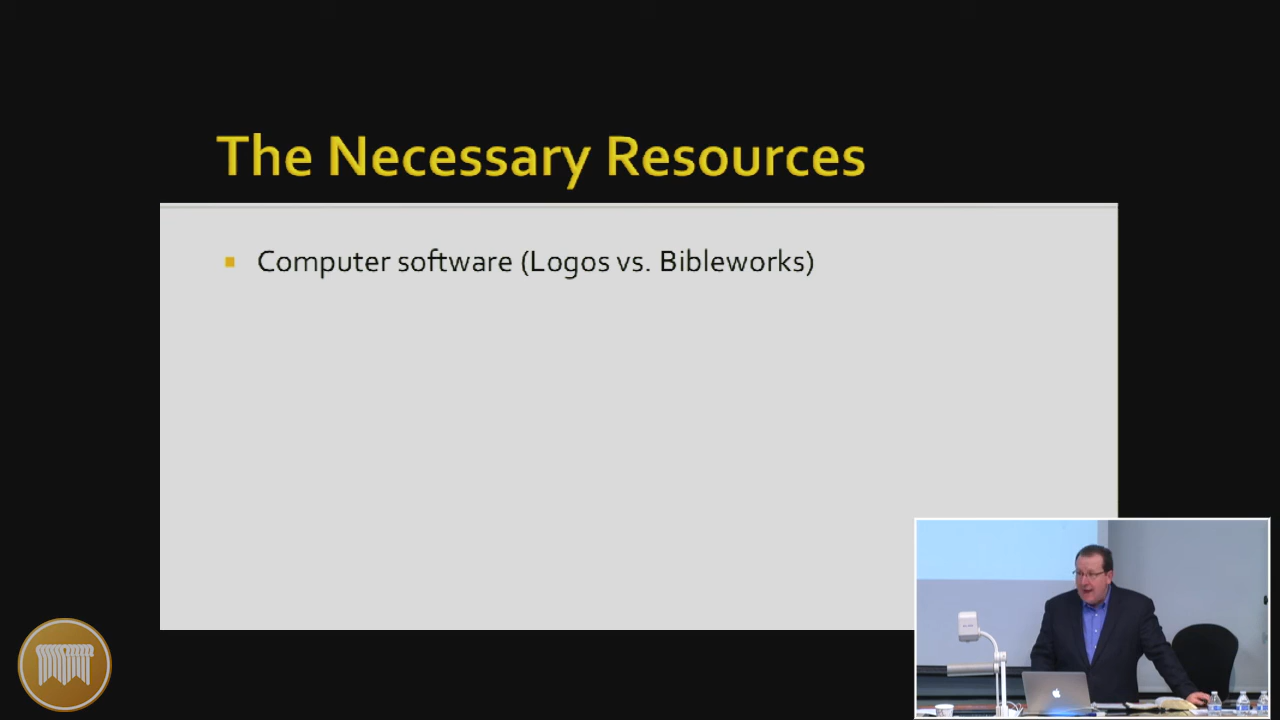 The Necessary Resources
Computer software (Logos vs. Bibleworks)